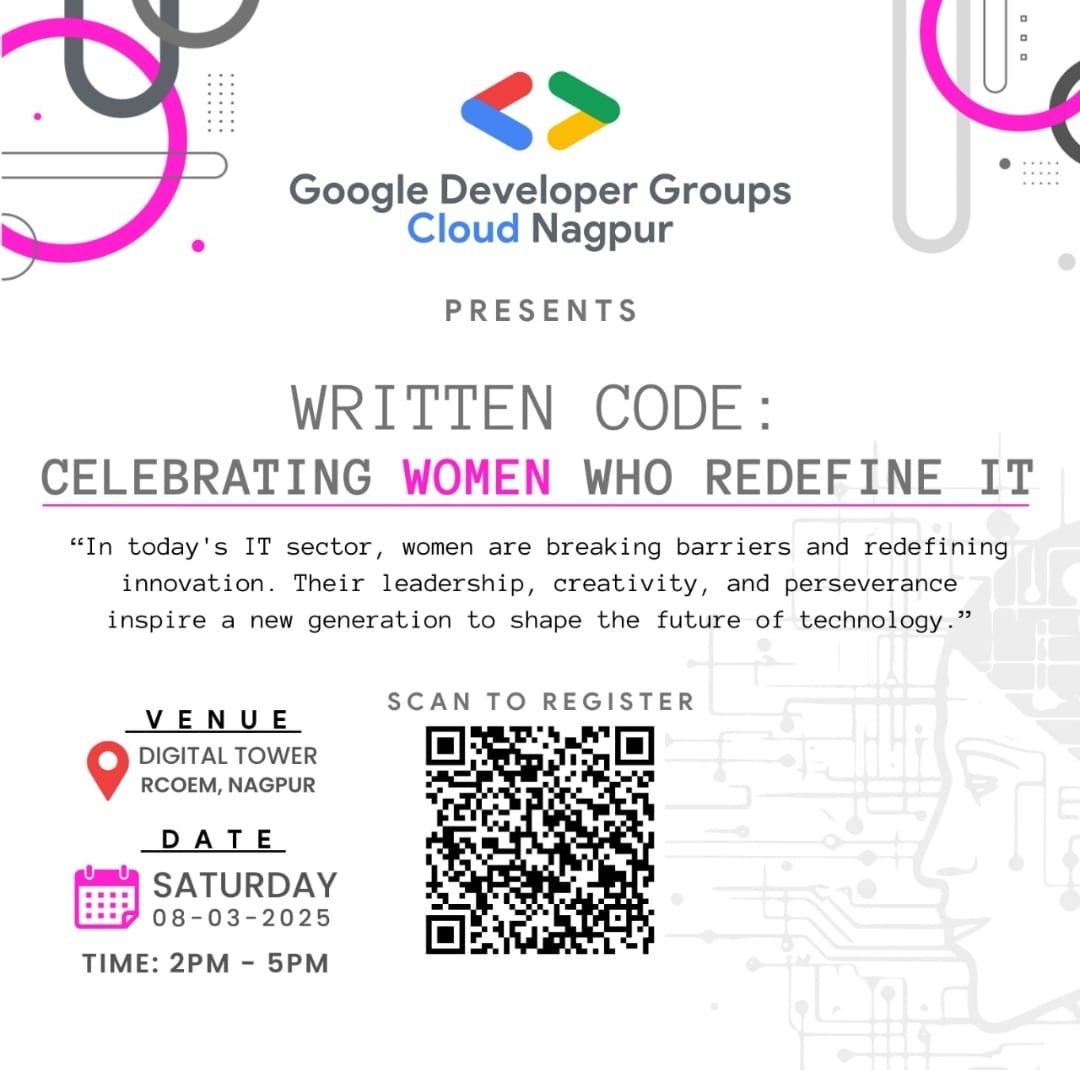 Google Developer Groups
Cloud Nagpur
PRESENTS
WRITTEN CODE:
CELEBRATING WOMEN WHO REDEFINE IT
“In today's IT sector, women are breaking barriers and redefining
innovation. Their leadership, creativity, and perseverance
inspire a new generation to shape the future of technology.”
VENUE
DIGITAL TOWER
RCOEM, NAGPUR
DATE
SATURDAY
08-03-2025
TIME: 2PM - 5PM
SCAN TO REGISTER